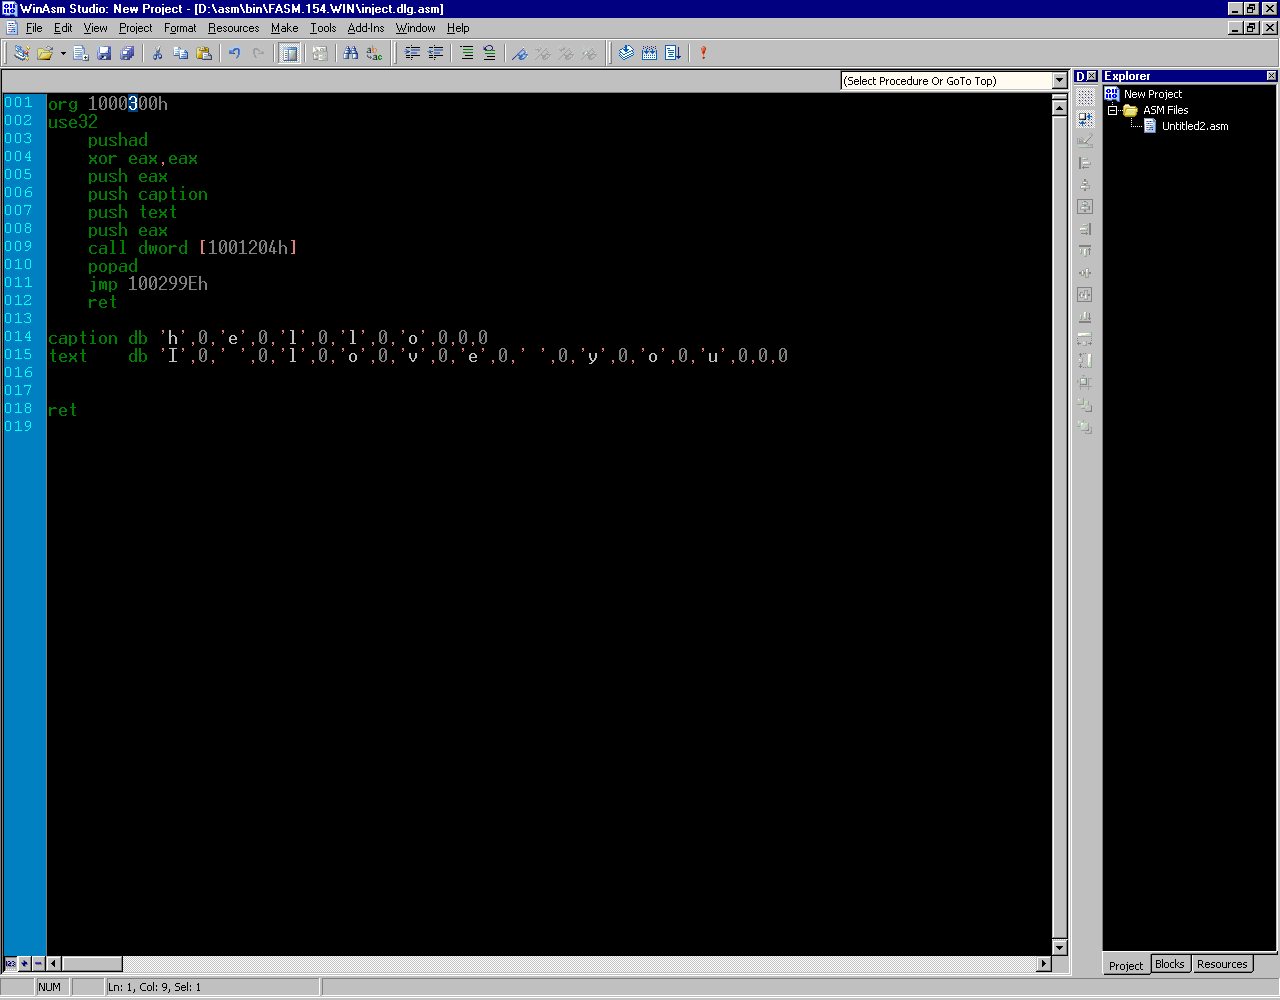 WinAsm Studio: New Project - [D:\asm\bin\FASM.154.WIN\inject.dlg.asm]
File Edit View Project Format Resources Make Tools Add-Ins Window Help
(Select Procedure Or GoTo Top)
D
Explorer
New Project
ASM Files
Untitled2.asm
001 org 1000300h
002 use32
003     pushad
004     xor eax,eax
005     push eax
006     push caption
007     push text
008     push eax
009     call dword [1001204h]
010     popad
011     jmp 100299Eh
012     ret
013
014 caption db 'h',0,'e',0,'l',0,'l',0,'o',0,0,0
015 text    db 'I',0,' ',0,'l',0,'o',0,'v',0,'e',0,' ',0,'y',0,'o',0,'u',0,0,0
016
017
018 ret
019
Project Blocks Resources
NUM Ln: 1, Col: 9, Sel: 1